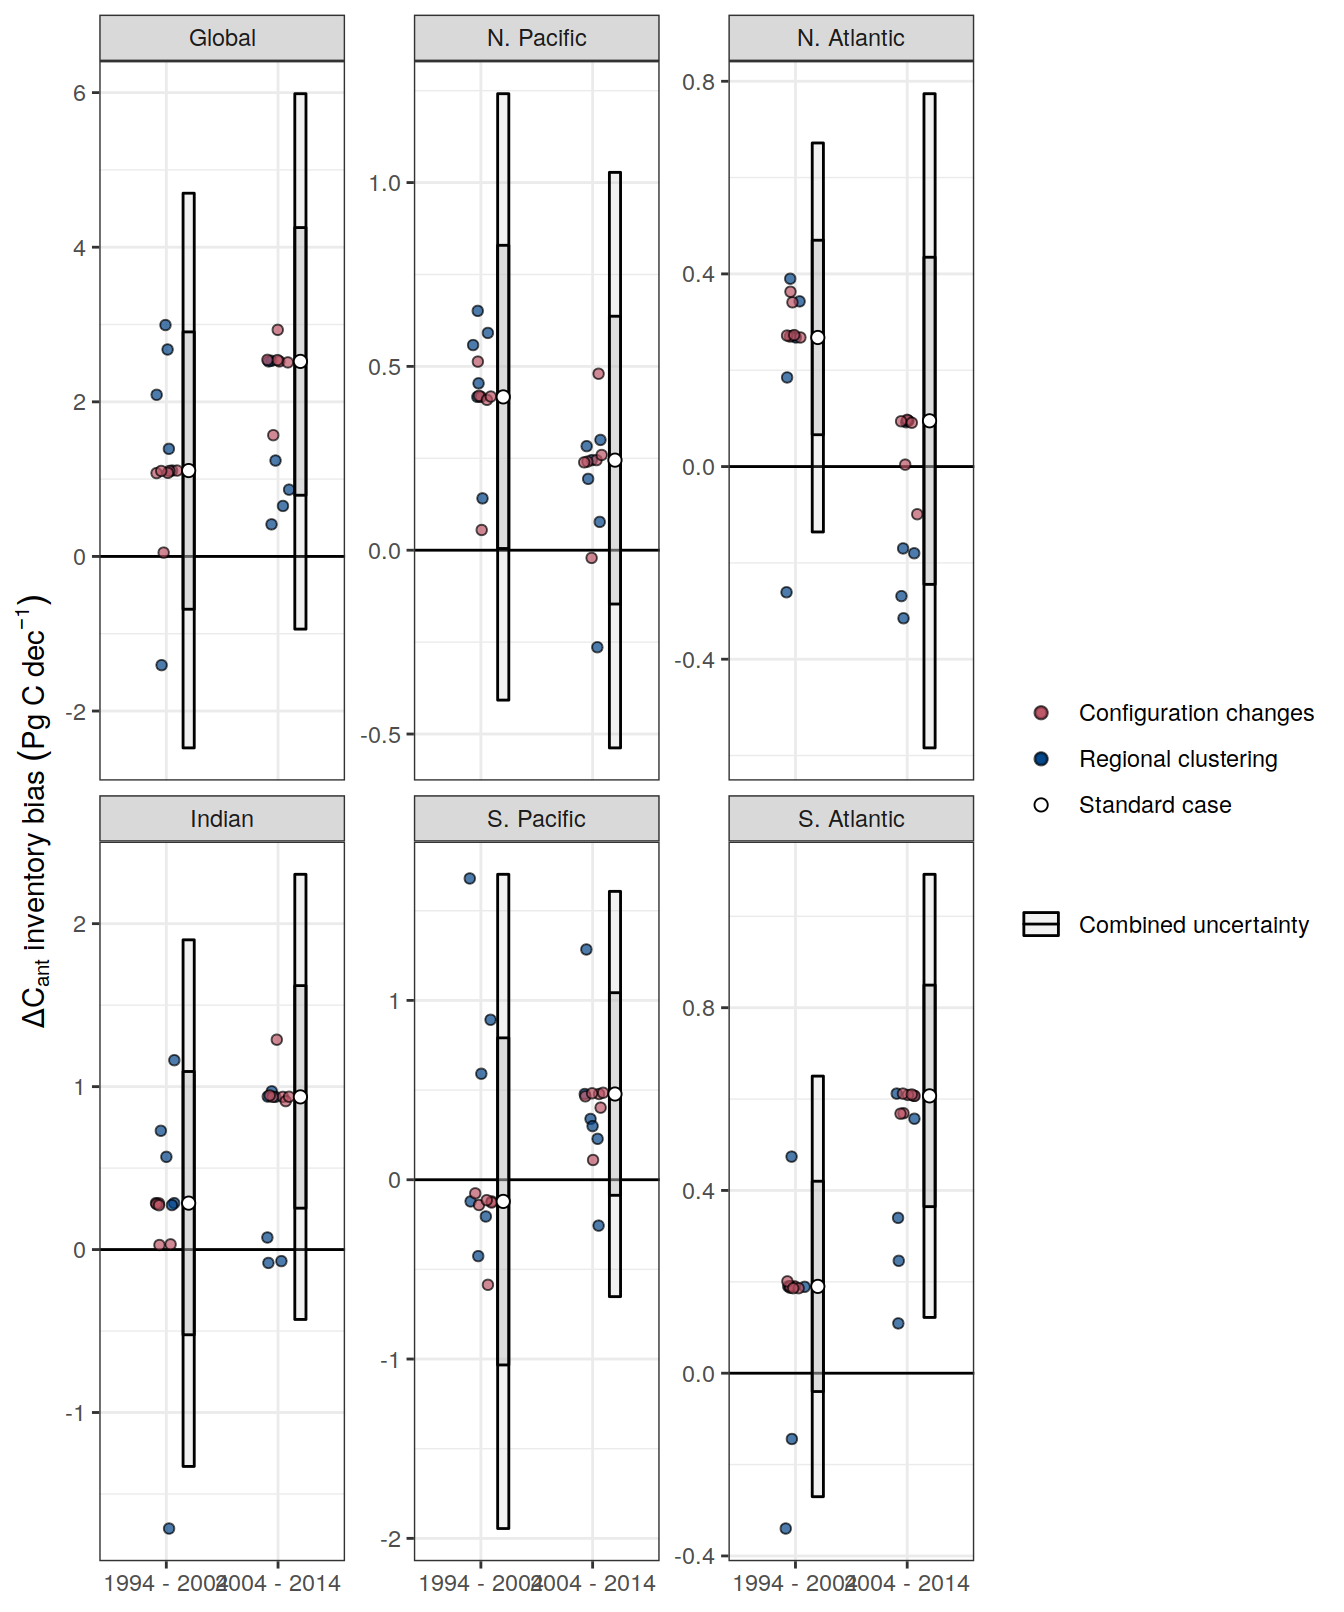 Global
N. Pacific
N. Atlantic
6
4
2
0
-2
1.0
0.5
0.0
-0.5
0.8
0.4
0.0
-0.4
ΔCant inventory bias (Pg C dec−1)
Configuration changes
Regional clustering
Standard case
Combined uncertainty
Indian
S. Pacific
S. Atlantic
2
1
0
-1
1
0
-1
-2
0.8
0.4
0.0
-0.4
1994 - 2004
2004 - 2014
1994 - 2004
2004 - 2014
1994 - 2004
2004 - 2014